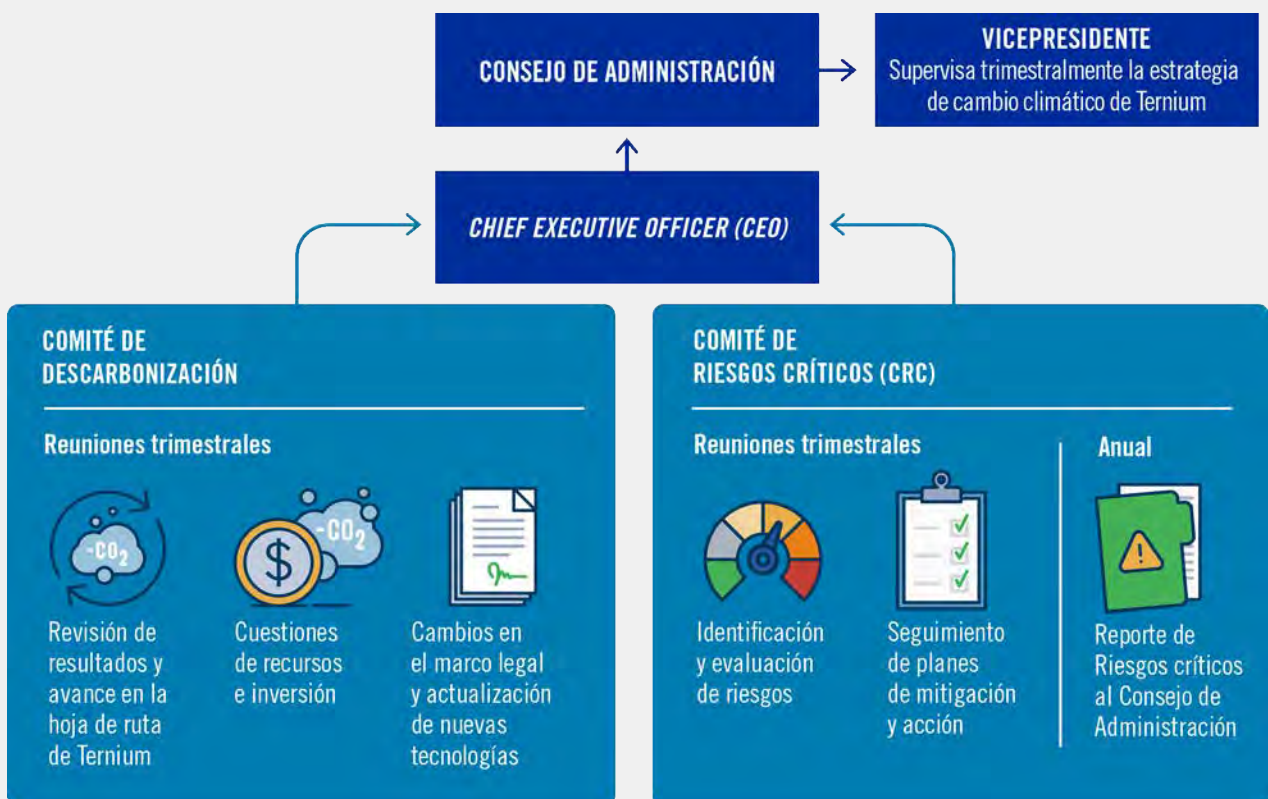 CONSEJO DE ADMINISTRACIÓN
VICEPRESIDENTE
Supervisa trimestralmente la estrategia
de cambio climático de Ternium
CHIEF EXECUTIVE OFFICER (CEO)
COMITÉ DE
DESCARBONIZACIÓN
Reuniones trimestrales
-CO₂
Revisión de
resultados y
avance en la
hoja de ruta
de Ternium
$
-CO₂
Cuestiones
de recursos
e inversión
Cambios en
el marco legal
y actualización
de nuevas
tecnologías
COMITÉ DE
RIESGOS CRÍTICOS (CRC)
Reuniones trimestrales
Identificación
y evaluación
de riesgos
Seguimiento
de planes
de mitigación
y acción
Anual
!
Reporte de
Riesgos críticos
al Consejo de
Administración